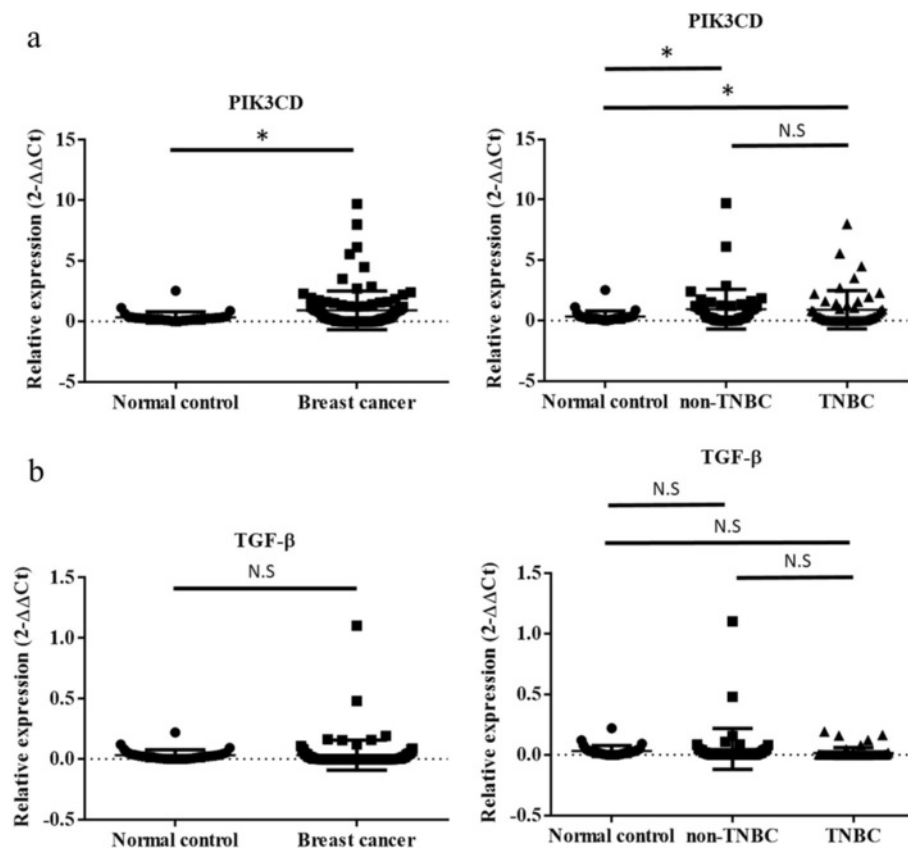 a
PIK3CD
*
Relative expression (2-ΔΔCt)
15
10
5
0
-5
Normal control
Breast cancer
PIK3CD
*
*
N.S
Relative expression (2-ΔΔCt)
15
10
5
0
-5
Normal control
non-TNBC
TNBC
b
TGF-β
N.S
Relative expression (2-ΔΔCt)
1.5
1.0
0.5
0.0
-0.5
Normal control
Breast cancer
TGF-β
N.S
N.S
N.S
Relative expression (2-ΔΔCt)
1.5
1.0
0.5
0.0
-0.5
Normal control
non-TNBC
TNBC